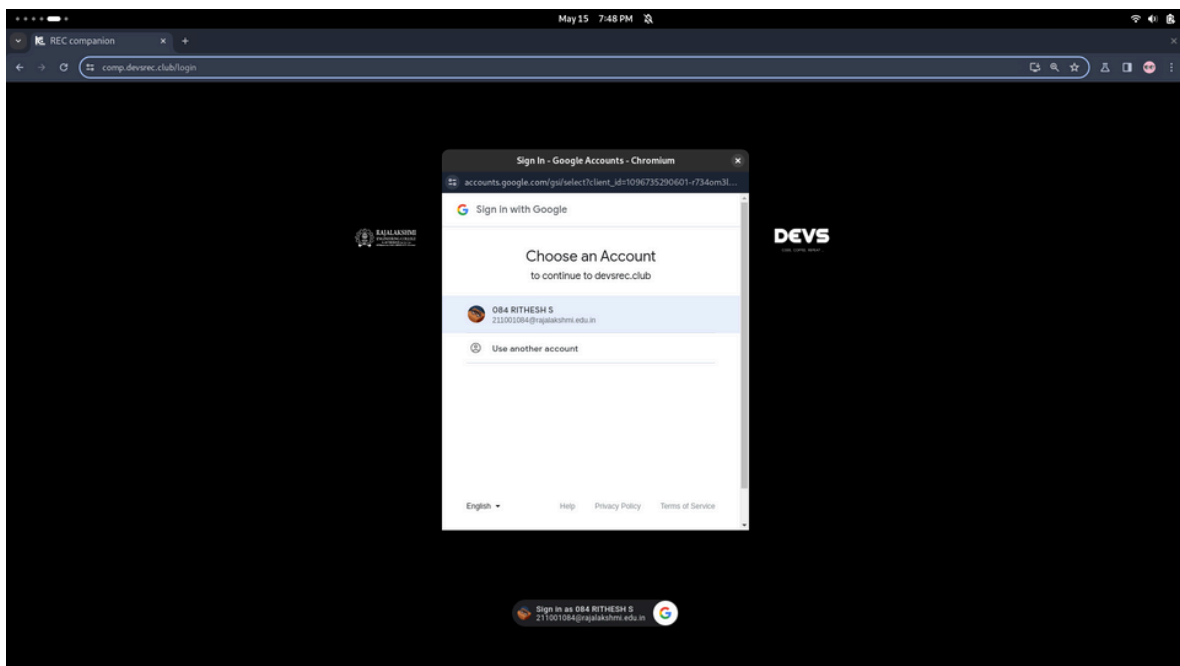 May 15 7:48 PM
REC companion
comp.devsrec.club/login
Sign In - Google Accounts - Chromium
accounts.google.com/gsi/select?client_id=1096735290601-r734om3l...
Sign in with Google
RAJALAKSHMI
ENGINEERING COLLEGE
DEVS
Choose an Account
to continue to devsrec.club
084 RITHESH S
211001084@rajalakshmi.edu.in
Use another account
English
Help Privacy Policy Terms of Service
Sign in as 084 RITHESH S
211001084@rajalakshmi.edu.in